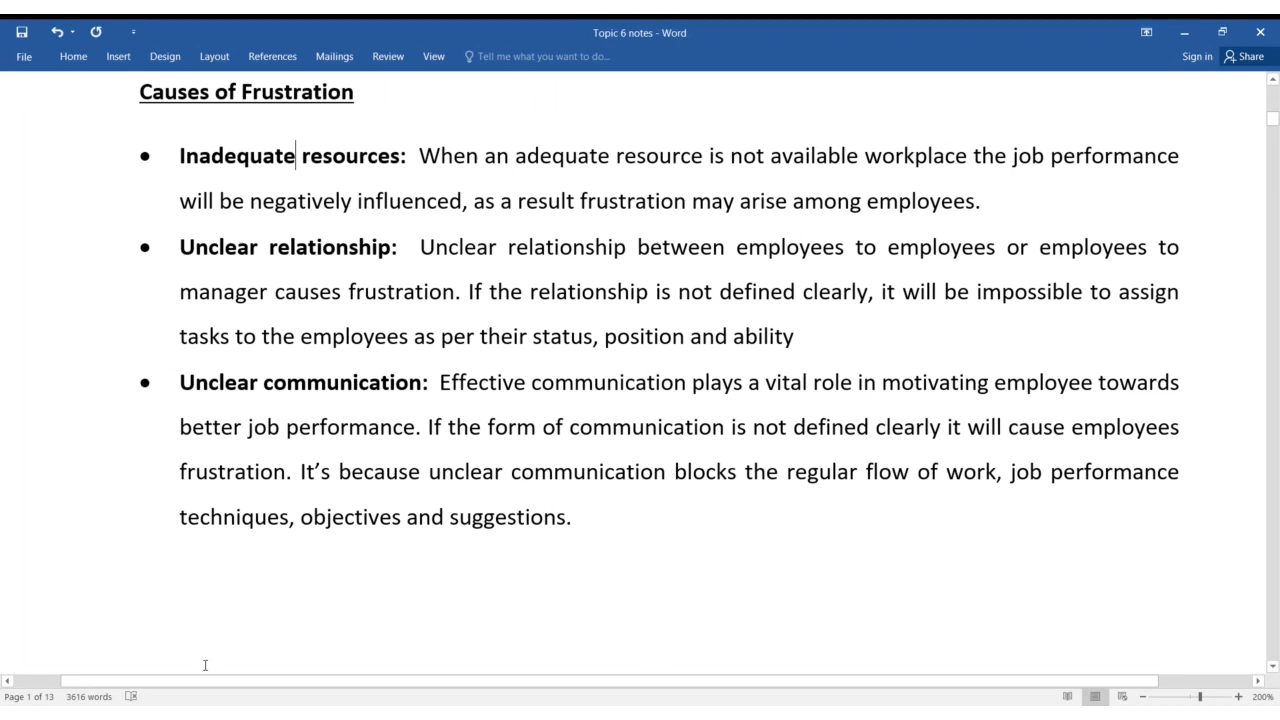 Topic 6 notes - Word
File Home Insert Design Layout References Mailings Review View Tell me what you want to do... Sign in Share
Causes of Frustration
• Inadequate resources: When an adequate resource is not available workplace the job performance
will be negatively influenced, as a result frustration may arise among employees.
• Unclear relationship: Unclear relationship between employees to employees or employees to
manager causes frustration. If the relationship is not defined clearly, it will be impossible to assign
tasks to the employees as per their status, position and ability
• Unclear communication: Effective communication plays a vital role in motivating employee towards
better job performance. If the form of communication is not defined clearly it will cause employees
frustration. It’s because unclear communication blocks the regular flow of work, job performance
techniques, objectives and suggestions.
Page 1 of 13 3616 words 200%